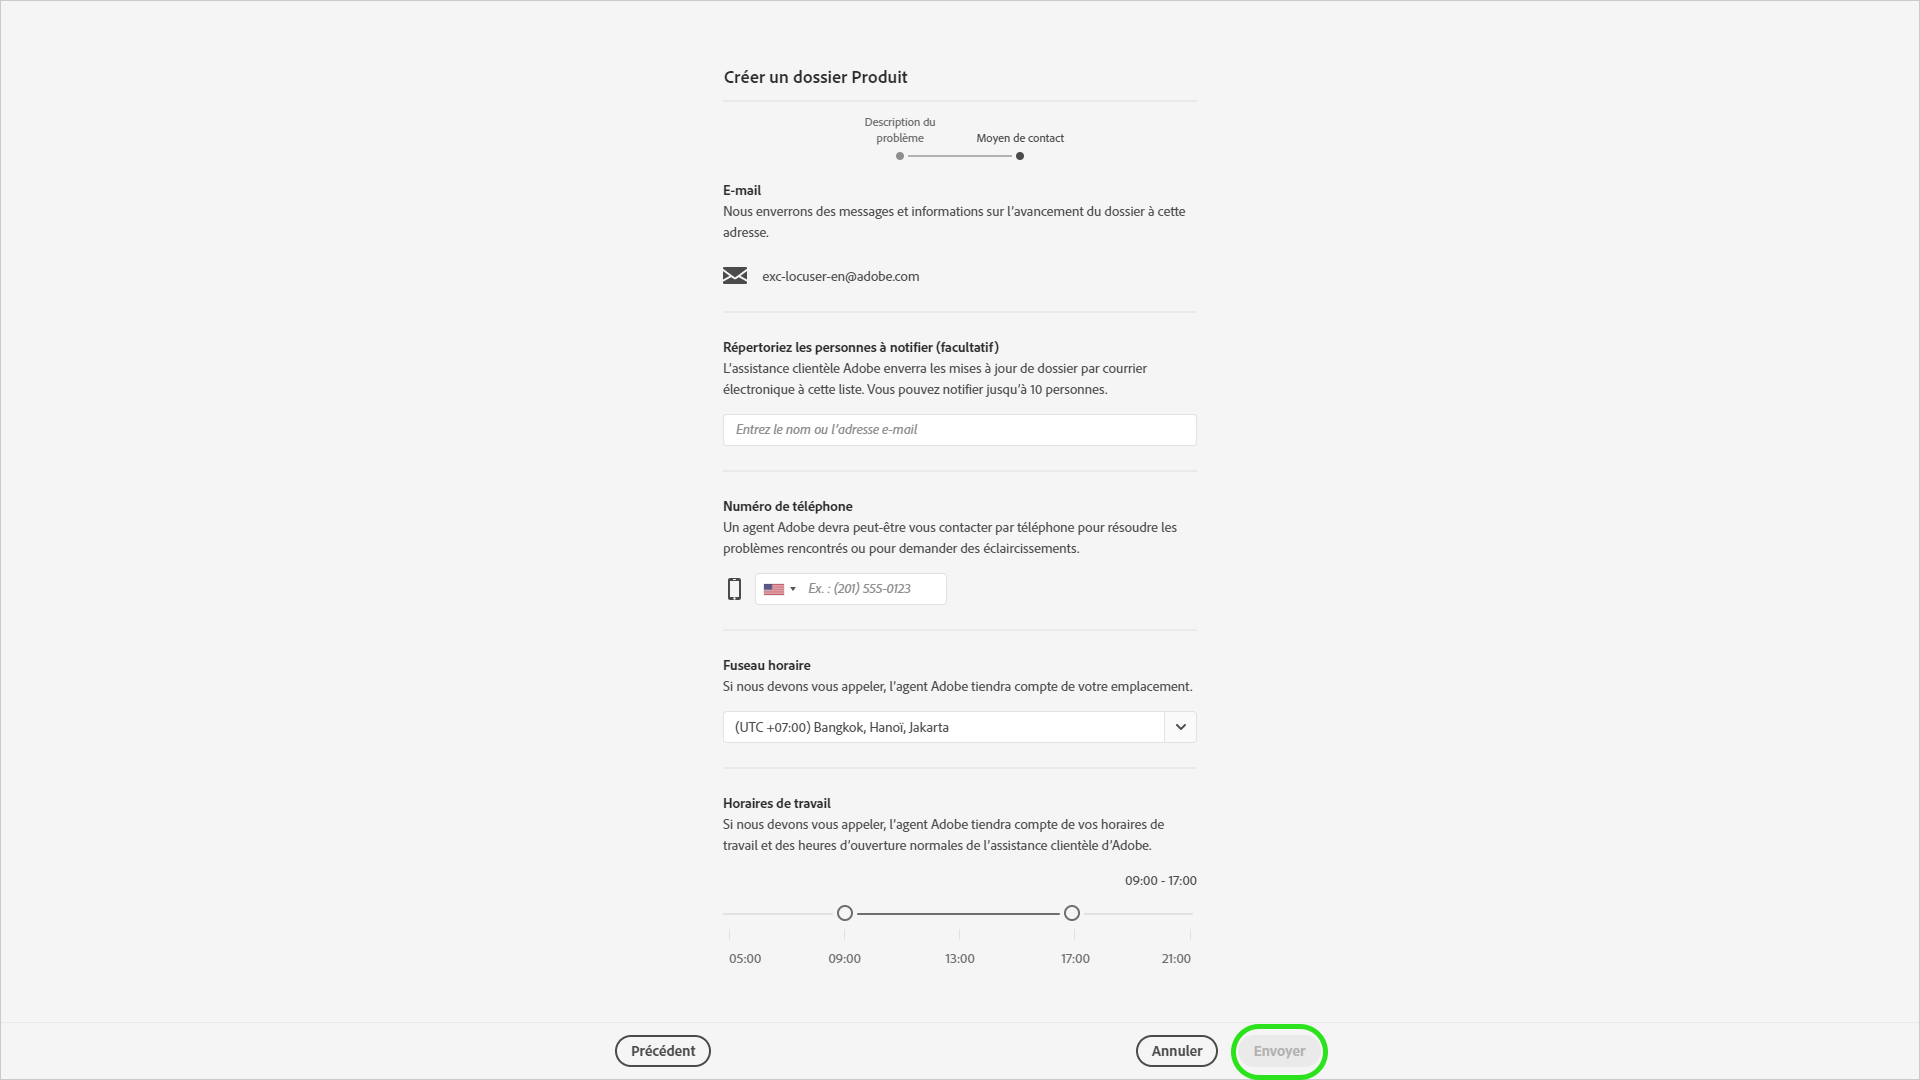 Créer un dossier Produit
Description du
problème
Moyen de contact
E-mail
Nous enverrons des messages et informations sur l’avancement du dossier à cette
adresse.
exc-locuser-en@adobe.com
Répertoriez les personnes à notifier (facultatif)
L’assistance clientèle Adobe enverra les mises à jour de dossier par courrier
électronique à cette liste. Vous pouvez notifier jusqu’à 10 personnes.
Entrez le nom ou l’adresse e-mail
Numéro de téléphone
Un agent Adobe devra peut-être vous contacter par téléphone pour résoudre les
problèmes rencontrés ou pour demander des éclaircissements.
Ex. : (201) 555-0123
Fuseau horaire
Si nous devons vous appeler, l’agent Adobe tiendra compte de votre emplacement.
(UTC +07:00) Bangkok, Hanoï, Jakarta
Horaires de travail
Si nous devons vous appeler, l’agent Adobe tiendra compte de vos horaires de
travail et des heures d’ouverture normales de l’assistance clientèle d’Adobe.
09:00 - 17:00
05:00 09:00 13:00 17:00 21:00
Précédent Annuler Envoyer